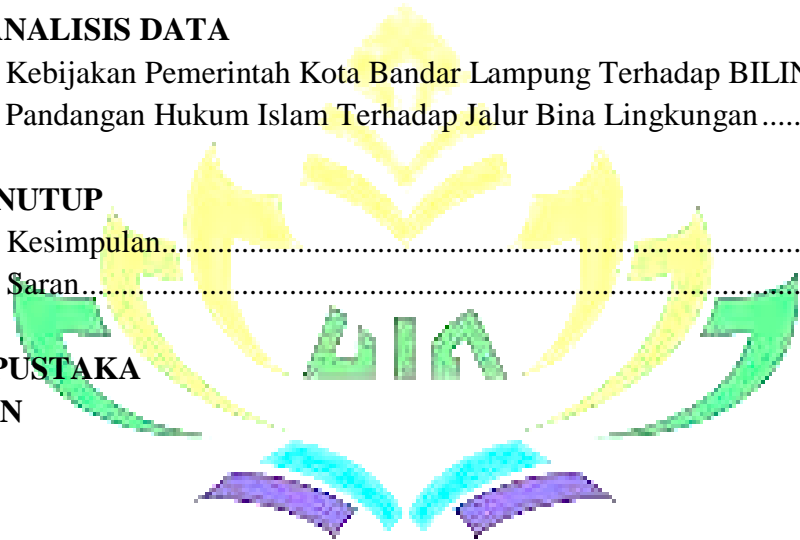 ANALISIS DATA
Kebijakan Pemerintah Kota Bandar Lampung Terhadap BILIN
Pandangan Hukum Islam Terhadap Jalur Bina Lingkungan......
NUTUP
Kesimpulan....................................................................................
Saran..............................................................................................
UIN
PUSTAKA
N